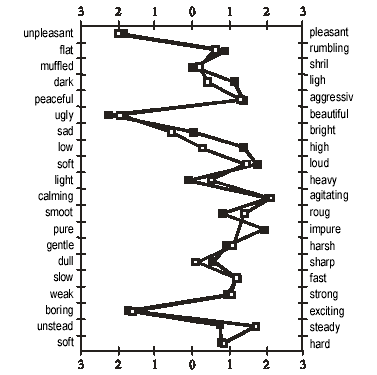 3 2 1 0 1 2 3
unpleasant pleasant
flat rumbling
muffled shril
dark ligh
peaceful aggressiv
ugly beautiful
sad bright
low high
soft loud
light heavy
calming agitating
smoot roug
pure impure
gentle harsh
dull sharp
slow fast
weak strong
boring exciting
unstead steady
soft hard
3 2 1 0 1 2 3